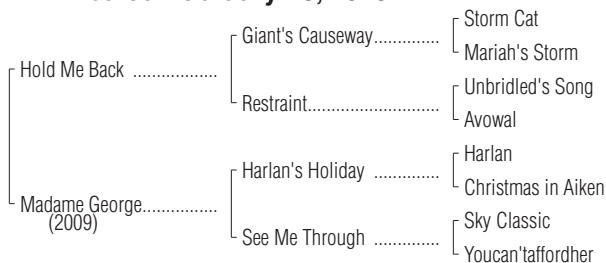 Giant's Causeway............... Storm Cat
Mariah's Storm
Hold Me Back ..................
Restraint............................ Unbridled's Song
Avowal
Harlan's Holiday .............. Harlan
Christmas in Aiken
Madame George................
(2009)
See Me Through .............. Sky Classic
Youcan'taffordher